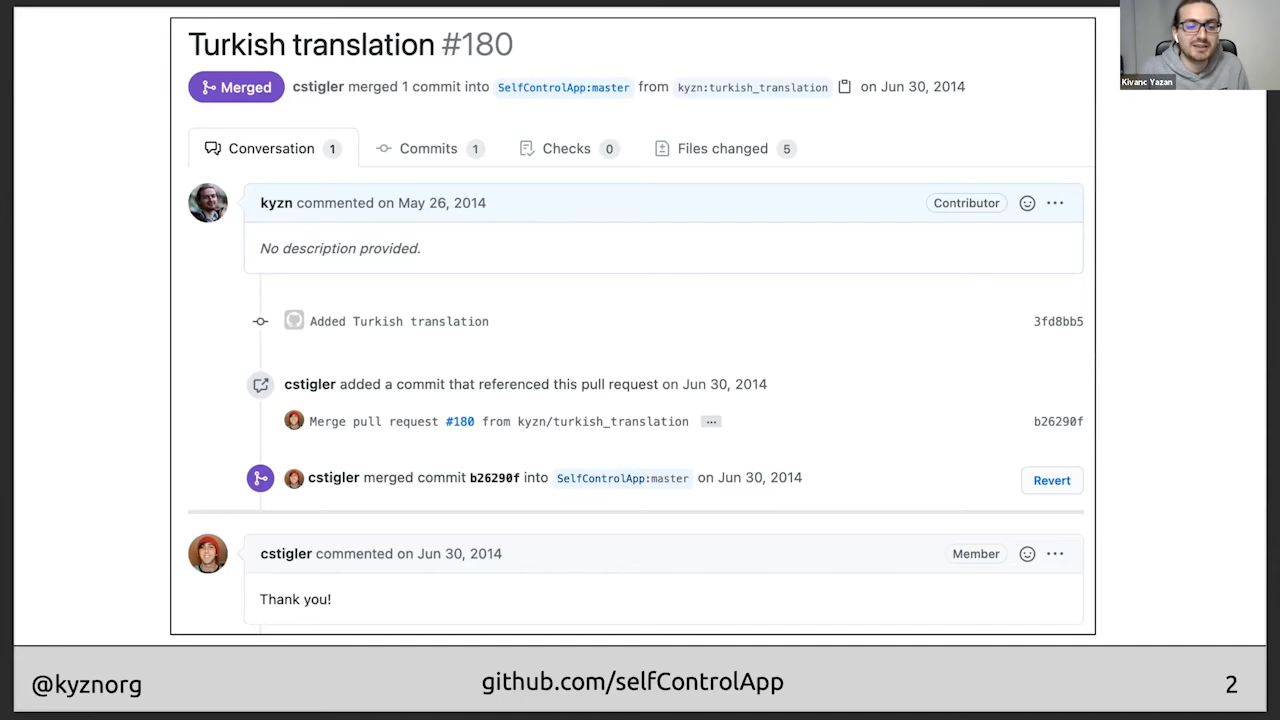 Turkish translation #180
Merged cstigler merged 1 commit into SelfControlApp:master from kyzn:turkish_translation on Jun 30, 2014
Kivanc Yazan
Conversation 1 Commits 1 Checks 0 Files changed 5
kyzn commented on May 26, 2014 Contributor ...
No description provided.
Added Turkish translation 3fd8bb5
cstigler added a commit that referenced this pull request on Jun 30, 2014
Merge pull request #180 from kyzn/turkish_translation ... b26290f
cstigler merged commit b26290f into SelfControlApp:master on Jun 30, 2014 Revert
cstigler commented on Jun 30, 2014 Member ...
Thank you!
@kyznorg github.com/selfControlApp 2